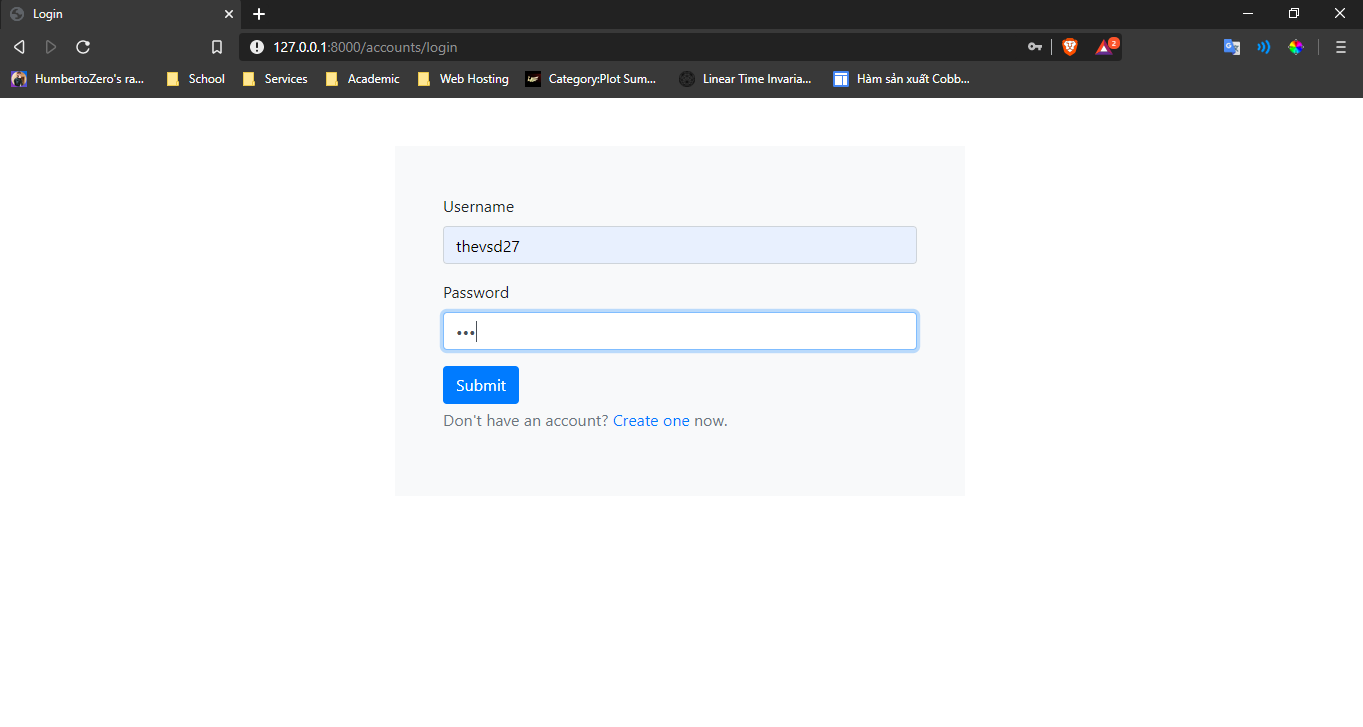 Login
127.0.0.1:8000/accounts/login
2
HumbertoZero's ra... School Services Academic Web Hosting Category:Plot Sum... Linear Time Invaria... Hàm sản xuất Cobb...
Username
thevsd27
Password
•••
Submit
Don't have an account? Create one now.